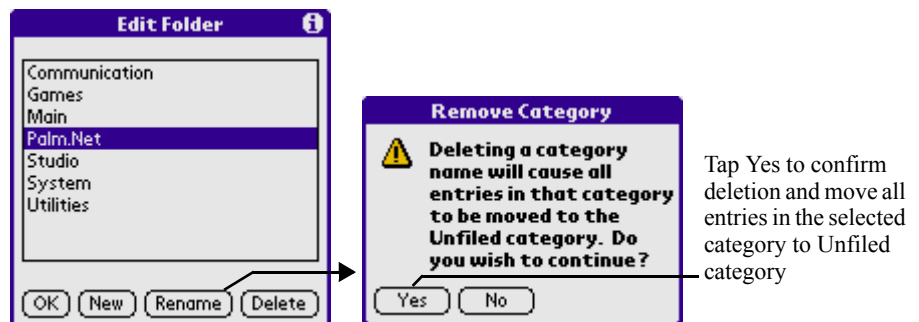 Edit Folder
Communication
Games
Main
Palm.Net
Studio
System
Utilities
OK New Rename Delete
Remove Category
Deleting a category
name will cause all
entries in that category
to be moved to the
Unfiled category. Do
you wish to continue?
Yes No
Tap Yes to confirm
deletion and move all
entries in the selected
category to Unfiled
category